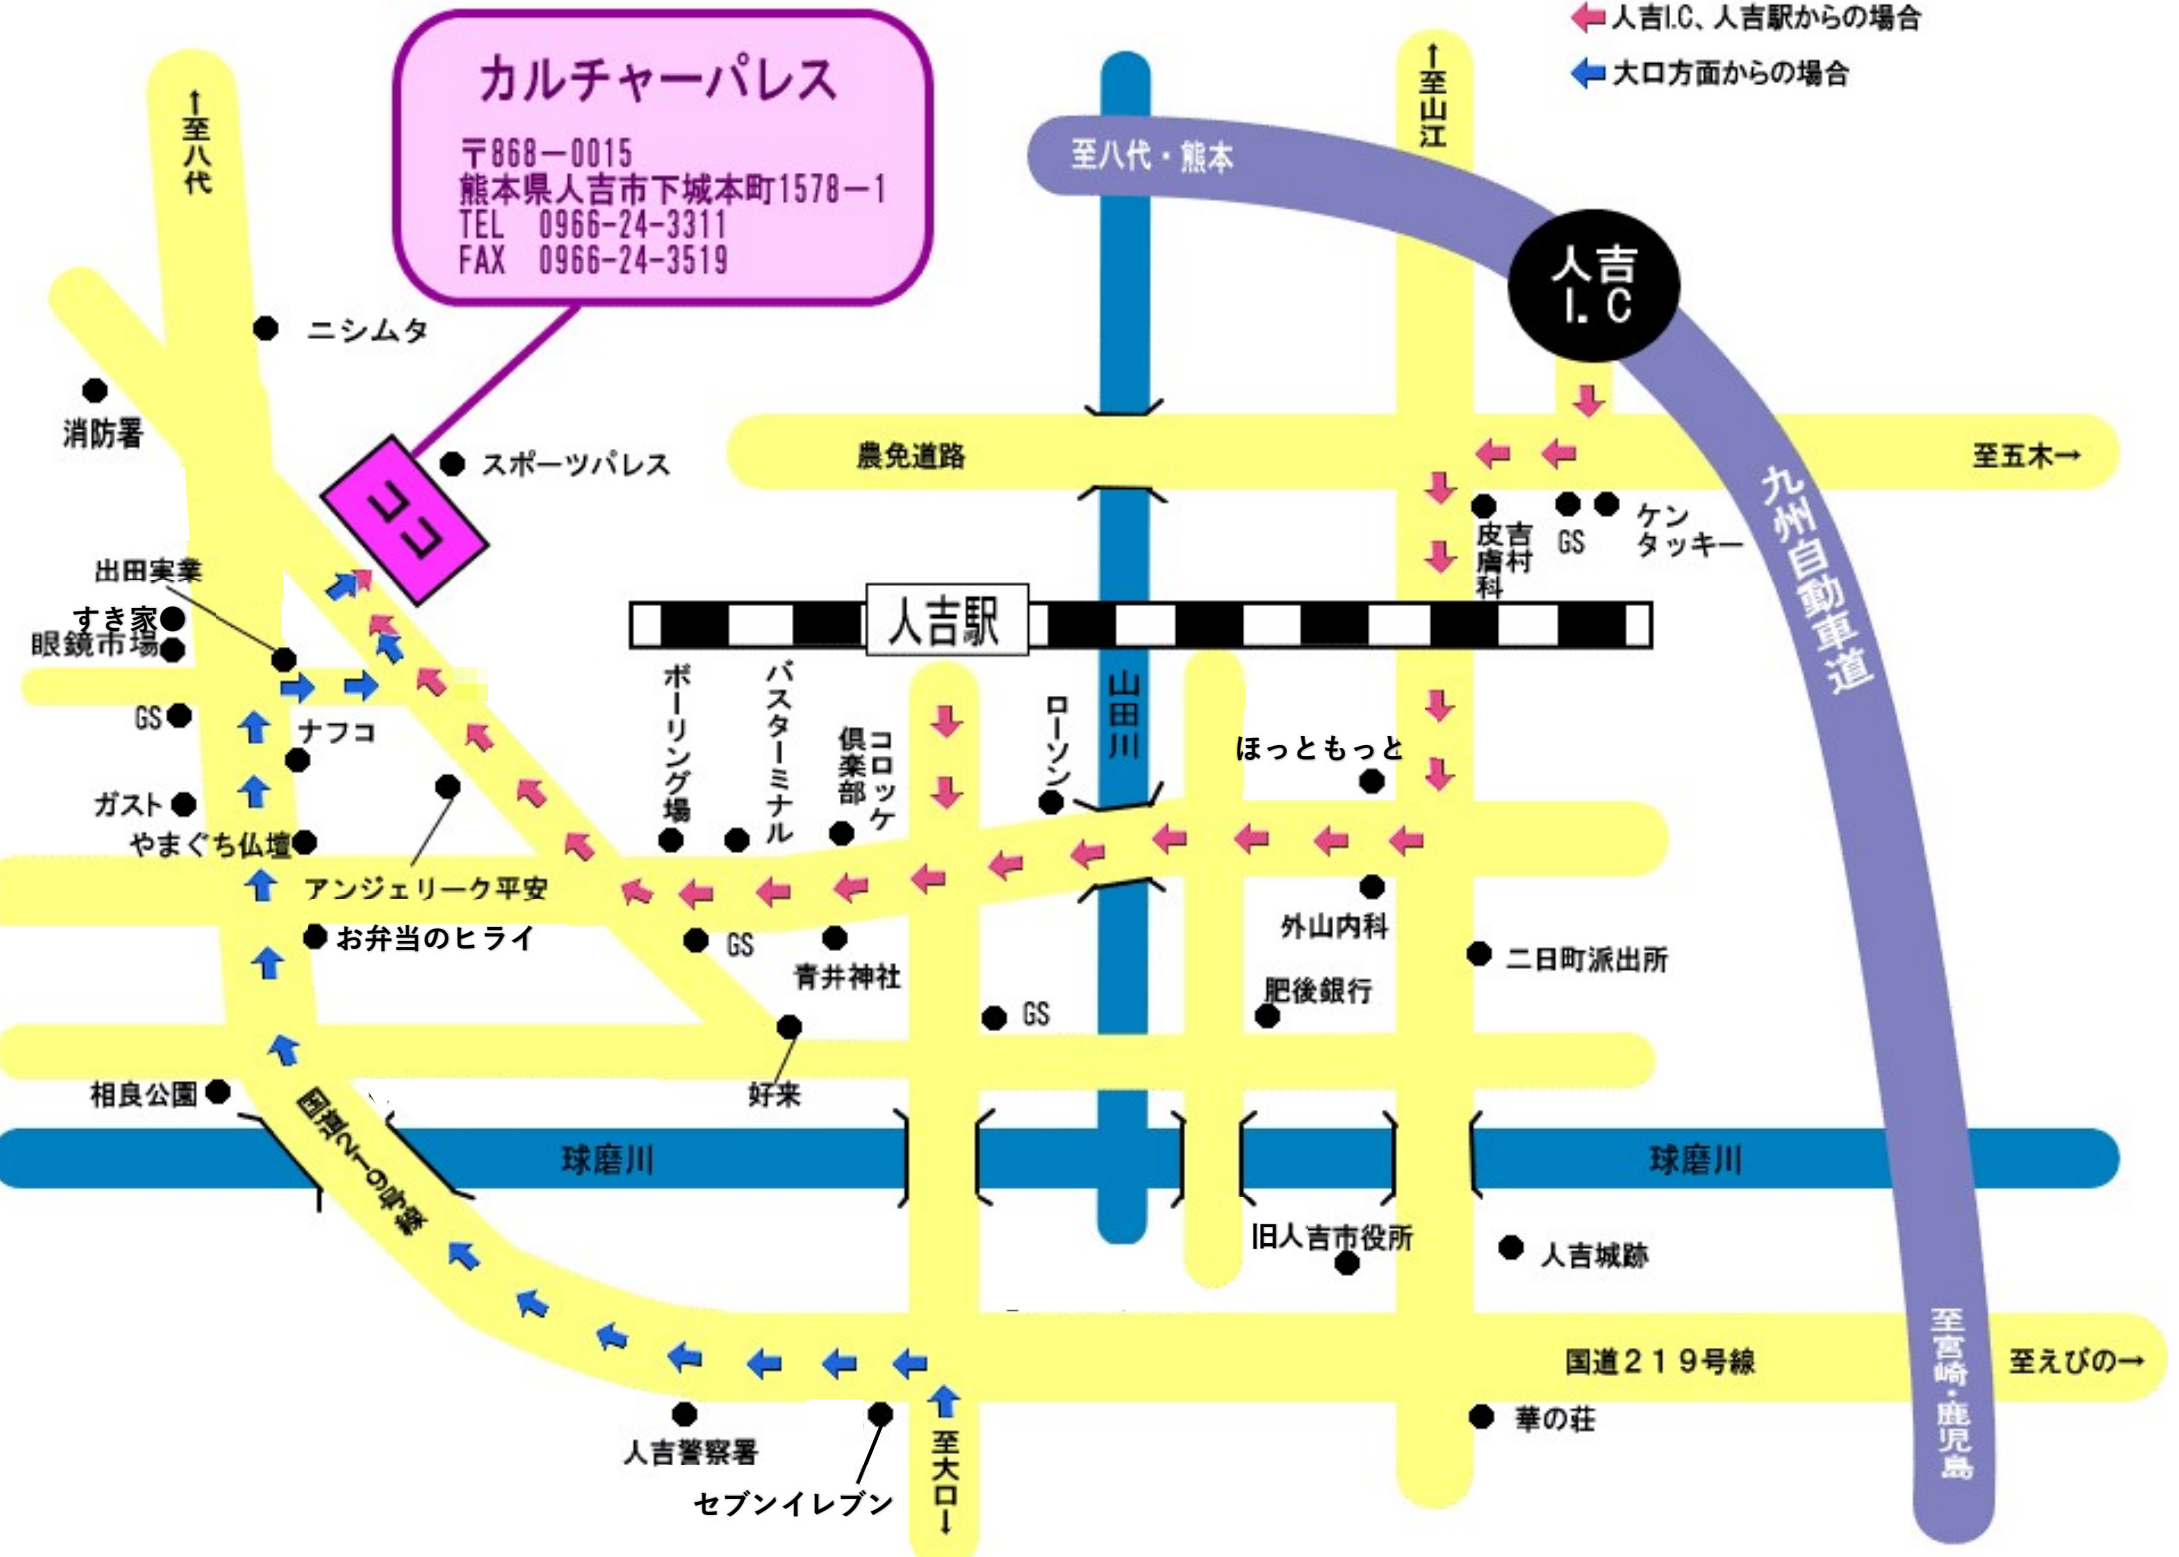 人吉I.C、人吉駅からの場合
大口方面からの場合
カルチャーパレス
〒868－0015
熊本県人吉市下城本町1578－1
TEL 0966-24-3311
FAX 0966-24-3519
↑至八代
↑至山江
至八代・熊本
人吉
I.C
ニシムタ
消防署
スポーツパレス
ココ
農免道路
至五木→
九州自動車道
皮膚科
吉村
GS
ケン
タッキー
出田実業
すき家
眼鏡市場
人吉駅
GS
ナフコ
ボーリング場
バスターミナル
コロッケ
倶楽部
ローソン
山田川
ほっともっと
ガスト
やまぐち仏壇
アンジェリーク平安
お弁当のヒライ
GS
青井神社
外山内科
二日町派出所
肥後銀行
GS
相良公園
好来
国道219号線
球磨川
球磨川
旧人吉市役所
人吉城跡
国道219号線
至えびの→
至宮崎・鹿児島
華の荘
人吉警察署
セブンイレブン
至大口↓